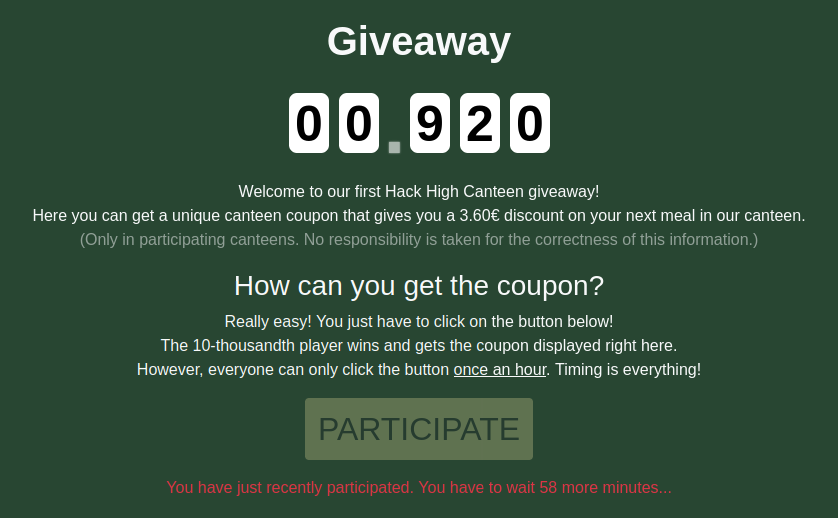 Giveaway
00.920
Welcome to our first Hack High Canteen giveaway!
Here you can get a unique canteen coupon that gives you a 3.60€ discount on your next meal in our canteen.
(Only in participating canteens. No responsibility is taken for the correctness of this information.)
How can you get the coupon?
Really easy! You just have to click on the button below!
The 10-thousandth player wins and gets the coupon displayed right here.
However, everyone can only click the button once an hour. Timing is everything!
PARTICIPATE
You have just recently participated. You have to wait 58 more minutes...